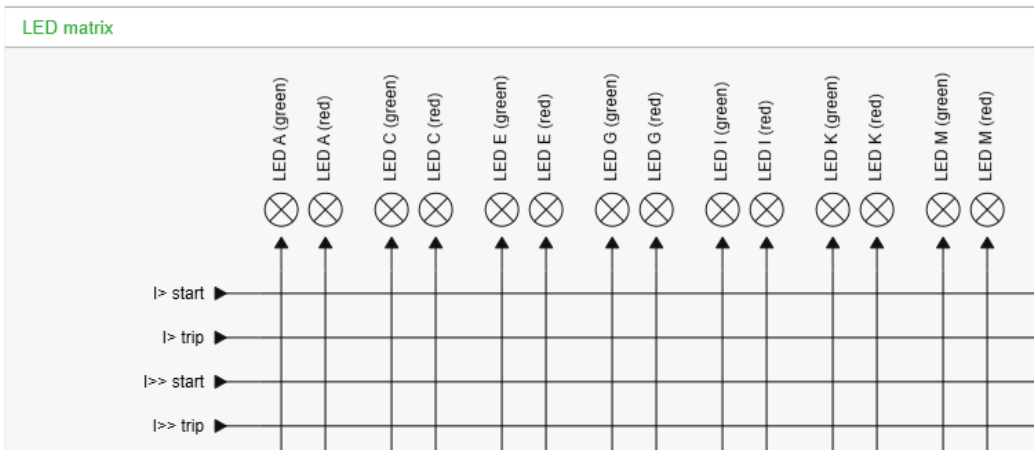 LED matrix
LED A (green)
LED A (red)
LED C (green)
LED C (red)
LED E (green)
LED E (red)
LED G (green)
LED G (red)
LED I (green)
LED I (red)
LED K (green)
LED K (red)
LED M (green)
LED M (red)
I> start
I> trip
I>> start
I>> trip